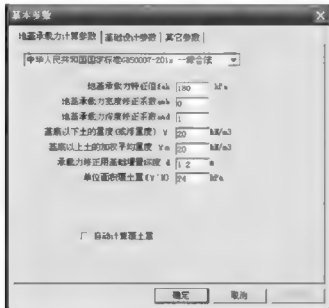 基本参数
地基承载力计算参数 基础设计参数 其它参数
中华人民共和国国家标准GB50007-201x --综合法
地基承载力特征值fak 180 kPa
地基承载力宽度修正系数amb 0
地基承载力深度修正系数amd 1
基底以下土的重度(或浮重度) γ 20 kN/m3
基底以上土的加权平均重度 γm 20 kN/m3
承载力修正用基础埋置深度 d 1.2 m
单位面积覆土重(γ'H) 24 kPa
自动计算覆土重
确定 取消